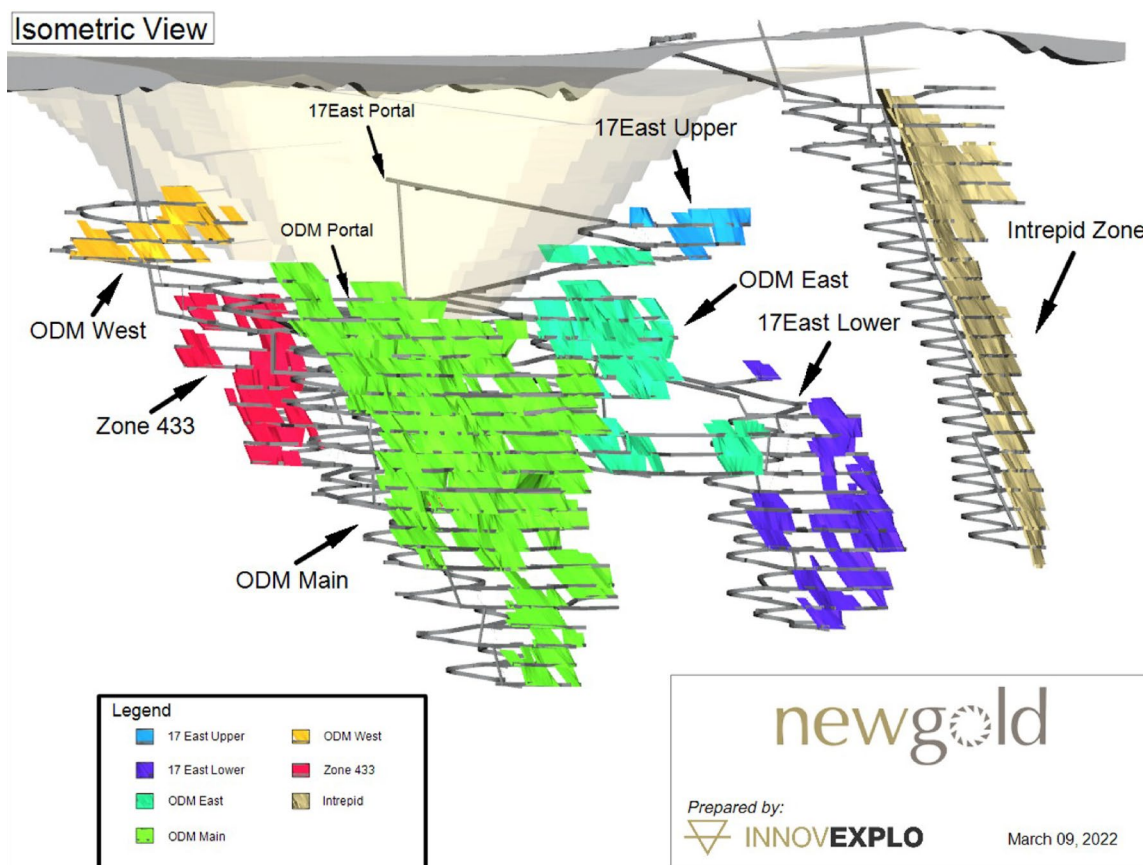 Isometric View
17East Portal
17East Upper
ODM Portal
Intrepid Zone
ODM West
ODM East
17East Lower
Zone 433
ODM Main
Legend
17 East Upper
ODM West
17 East Lower
Zone 433
ODM East
Intrepid
ODM Main
newgold
Prepared by:
INNOVEXPLO
March 09, 2022